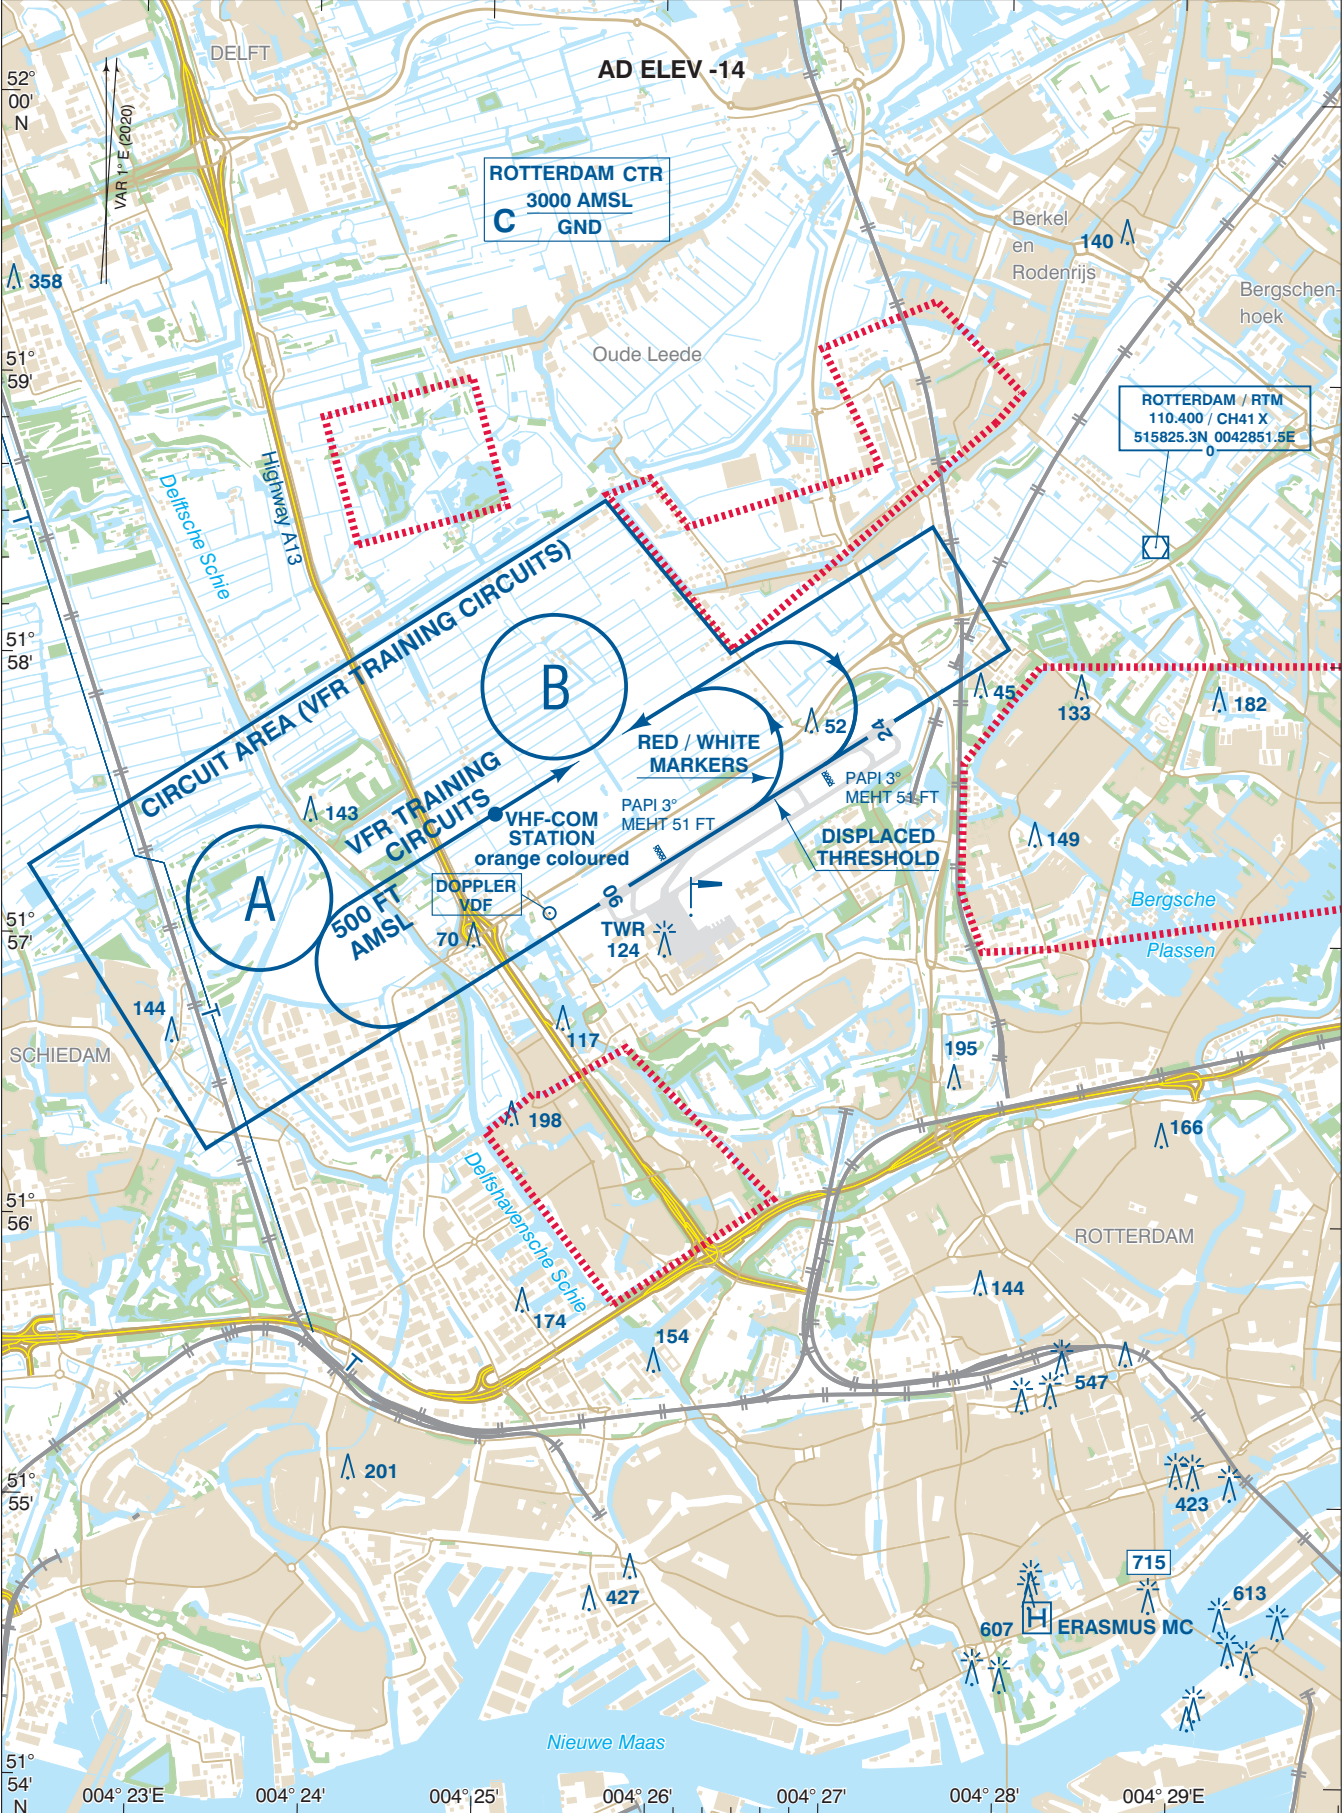 DELFT
AD ELEV -14
52°
00'
N
VAR 1° E (2020)
ROTTERDAM CTR
3000 AMSL
C
GND
Berkel
en
Rodenrijs
140
Bergschen-
hoek
358
51°
59'
Oude Leede
ROTTERDAM / RTM
110.400 / CH41 X
515825.3N 0042851.5E
0
Highway A13
Delftsche Schie
T
CIRCUIT AREA (VFR TRAINING CIRCUITS)
51°
58'
B
45
133
182
52
24
RED / WHITE
MARKERS
VFR TRAINING
CIRCUITS
PAPI 3°
MEHT 51 FT
143
VHF-COM
STATION
orange coloured
PAPI 3°
MEHT 51 FT
DISPLACED
THRESHOLD
149
A
500 FT
AMSL
DOPPLER
VDF
06
51°
57'
70
TWR
124
Bergsche
Plassen
144
T
117
SCHIEDAM
195
198
166
Delfshavensche Schie
51°
56'
ROTTERDAM
144
174
154
T
547
201
51°
55'
423
427
715
613
607
H
ERASMUS MC
Nieuwe Maas
51°
54'
N
004° 23'E
004° 24'
004° 25'
004° 26'
004° 27'
004° 28'
004° 29'E